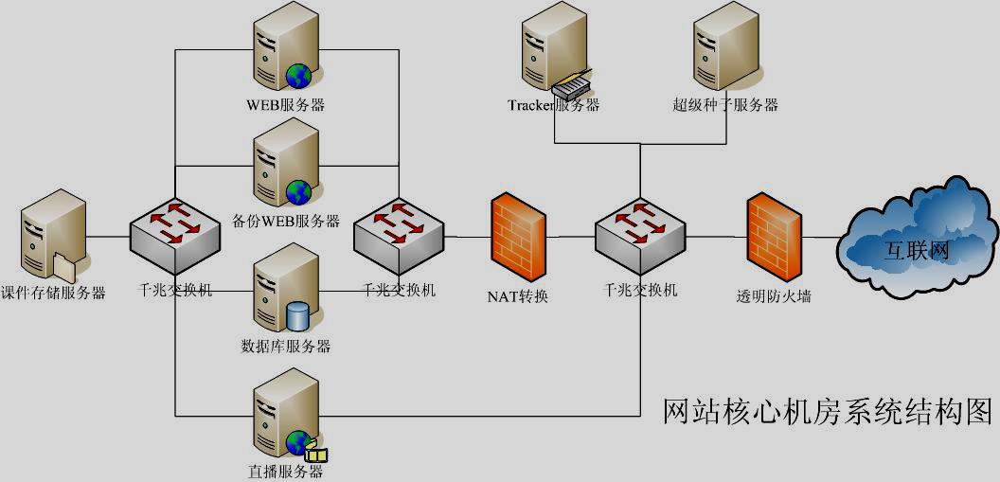 WEB服务器
Tracker服务器
超级种子服务器
备份WEB服务器
互联网
课件存储服务器
千兆交换机
千兆交换机
NAT转换
千兆交换机
透明防火墙
数据库服务器
网站核心机房系统结构图
直播服务器